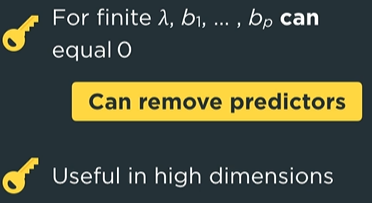 For finite λ, b₁, ... , bₚ can
equal 0
Can remove predictors
Useful in high dimensions